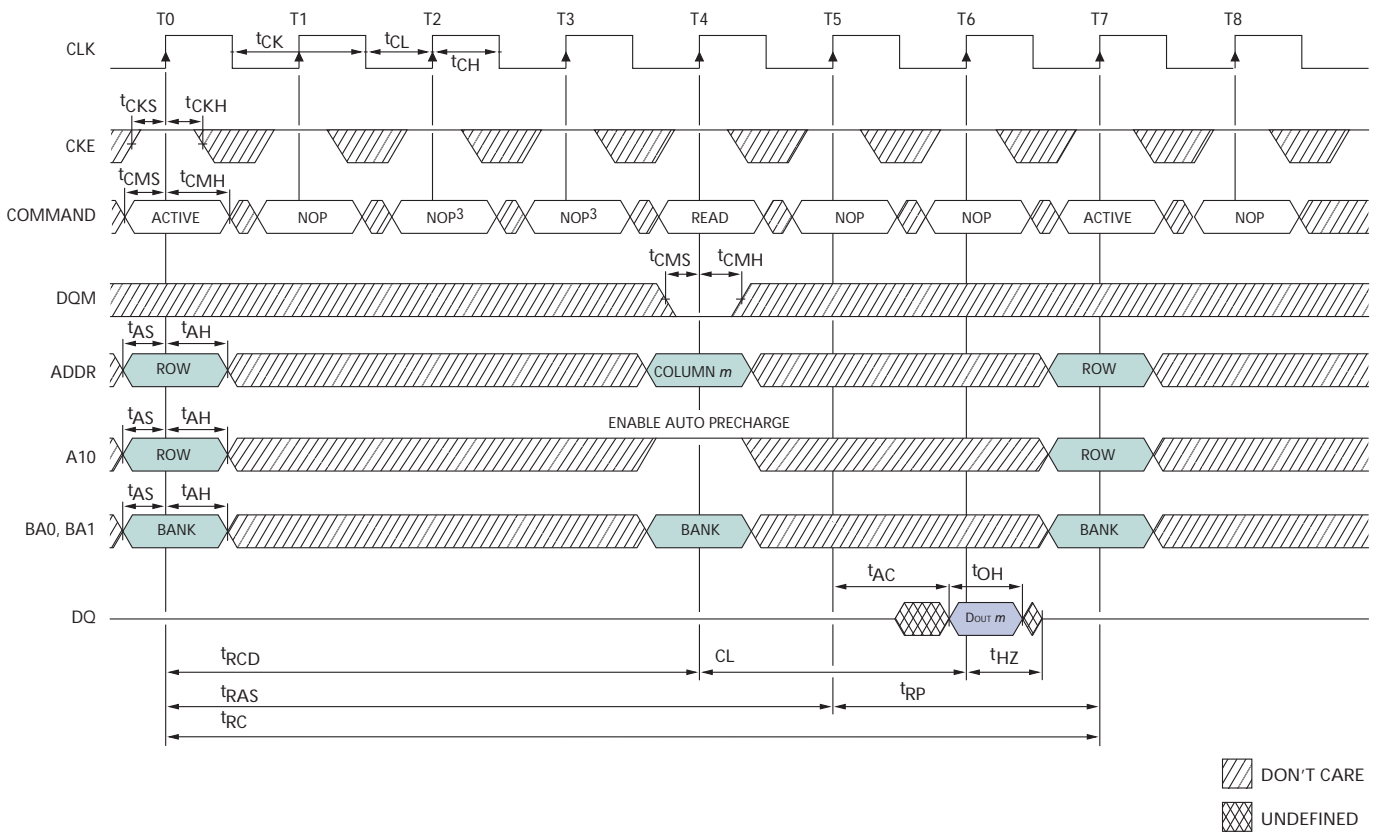 T0 T1 T2 T3 T4 T5 T6 T7 T8
CLK tCK tCL tCH
tCKS tCKH
CKE
tCMS tCMH
COMMAND ACTIVE NOP NOP3 NOP3 READ NOP NOP ACTIVE NOP
tCMS tCMH
DQM
tAS tAH
ADDR ROW COLUMN m ROW
tAS tAH ENABLE AUTO PRECHARGE
A10 ROW ROW
tAS tAH
BA0, BA1 BANK BANK BANK
tAC tOH
DQ DOUT m
tRCD CL tHZ
tRAS tRP
tRC
DON'T CARE
UNDEFINED